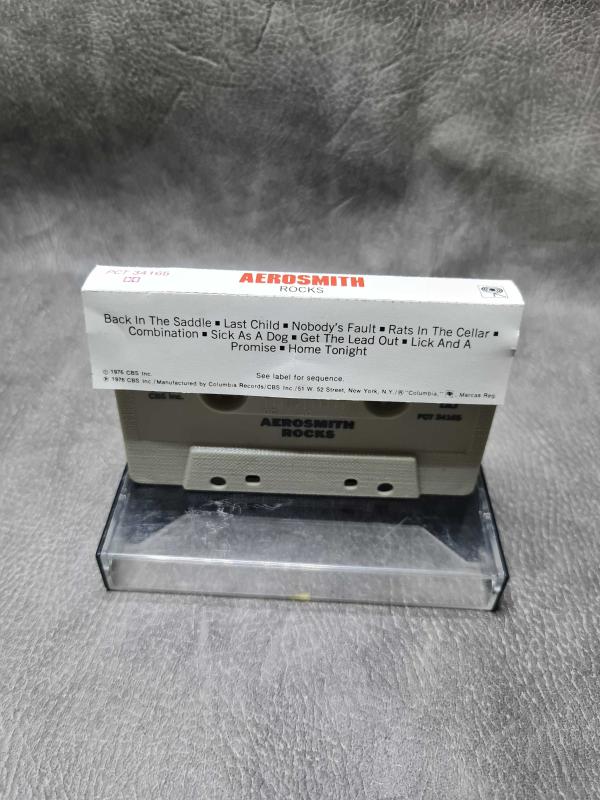 PCT 34165
AEROSMITH
ROCKS
Back In The Saddle ■ Last Child ■ Nobody's Fault ■ Rats In The Cellar ■
Combination ■ Sick As A Dog ■ Get The Lead Out ■ Lick And A
Promise ■ Home Tonight
See label for sequence.
© 1976 CBS Inc.
℗ 1976 CBS Inc./Manufactured by Columbia Records/CBS Inc./51 W. 52 Street, New York, N.Y./® "Columbia," Marcas Reg.
CBS Inc.
AEROSMITH
ROCKS
PCT 34165